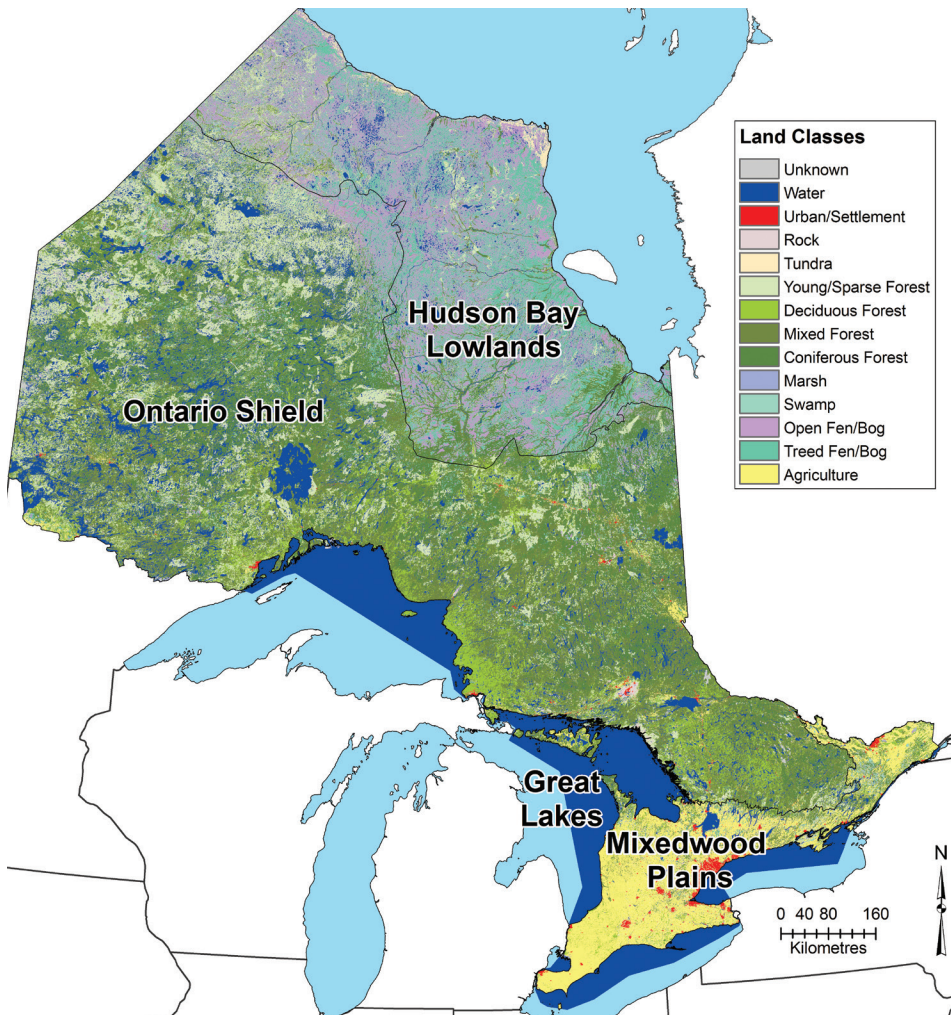 Land Classes
Unknown
Water
Urban/Settlement
Rock
Tundra
Young/Sparse Forest
Deciduous Forest
Mixed Forest
Coniferous Forest
Marsh
Swamp
Open Fen/Bog
Treed Fen/Bog
Agriculture
Hudson Bay
Lowlands
Ontario Shield
Great
Lakes
Mixedwood
Plains
N
0 40 80 160
Kilometres